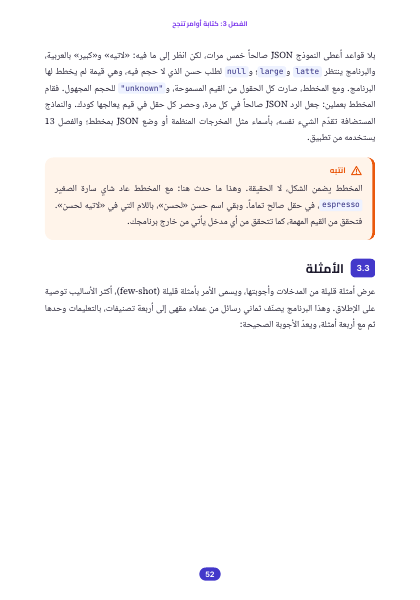 الفصل 3: كتابة أوامر تنجح
بلا قواعد أعطى النموذج JSON صالحاً خمس مرات، لكن انظر إلى ما فيه: «لاتيه» و«كبير» بالعربية،
والبرنامج ينتظر latte و large؛ و null لطلب حسن الذي لا حجم فيه، وهي قيمة لم يخطط لها
البرنامج. ومع المخطط، صارت كل الحقول من القيم المسموحة، و "unknown" للحجم المجهول. فقام
المخطط بعملين: جعل الرد JSON صالحاً في كل مرة، وحصر كل حقل في قيم يعالجها كودك. والنماذج
المستضافة تقدّم الشيء نفسه، بأسماء مثل المخرجات المنظمة أو وضع JSON بمخطط؛ والفصل 13
يستخدمه من تطبيق.
انتبه
المخطط يضمن الشكل، لا الحقيقة. وهذا ما حدث هنا: مع المخطط عاد شاي سارة الصغير
espresso ، في حقل صالح تماماً. وبقي اسم حسن «لحسن»، باللام التي في «لاتيه لحسن».
فتحقق من القيم المهمة، كما تتحقق من أي مدخل يأتي من خارج برنامجك.
3.3 الأمثلة
عرض أمثلة قليلة من المدخلات وأجوبتها، ويسمى الأمر بأمثلة قليلة (few-shot)، أكثر الأساليب توصية
على الإطلاق. وهذا البرنامج يصنّف ثماني رسائل من عملاء مقهى إلى أربعة تصنيفات، بالتعليمات وحدها
ثم مع أربعة أمثلة، ويعدّ الأجوبة الصحيحة:
52